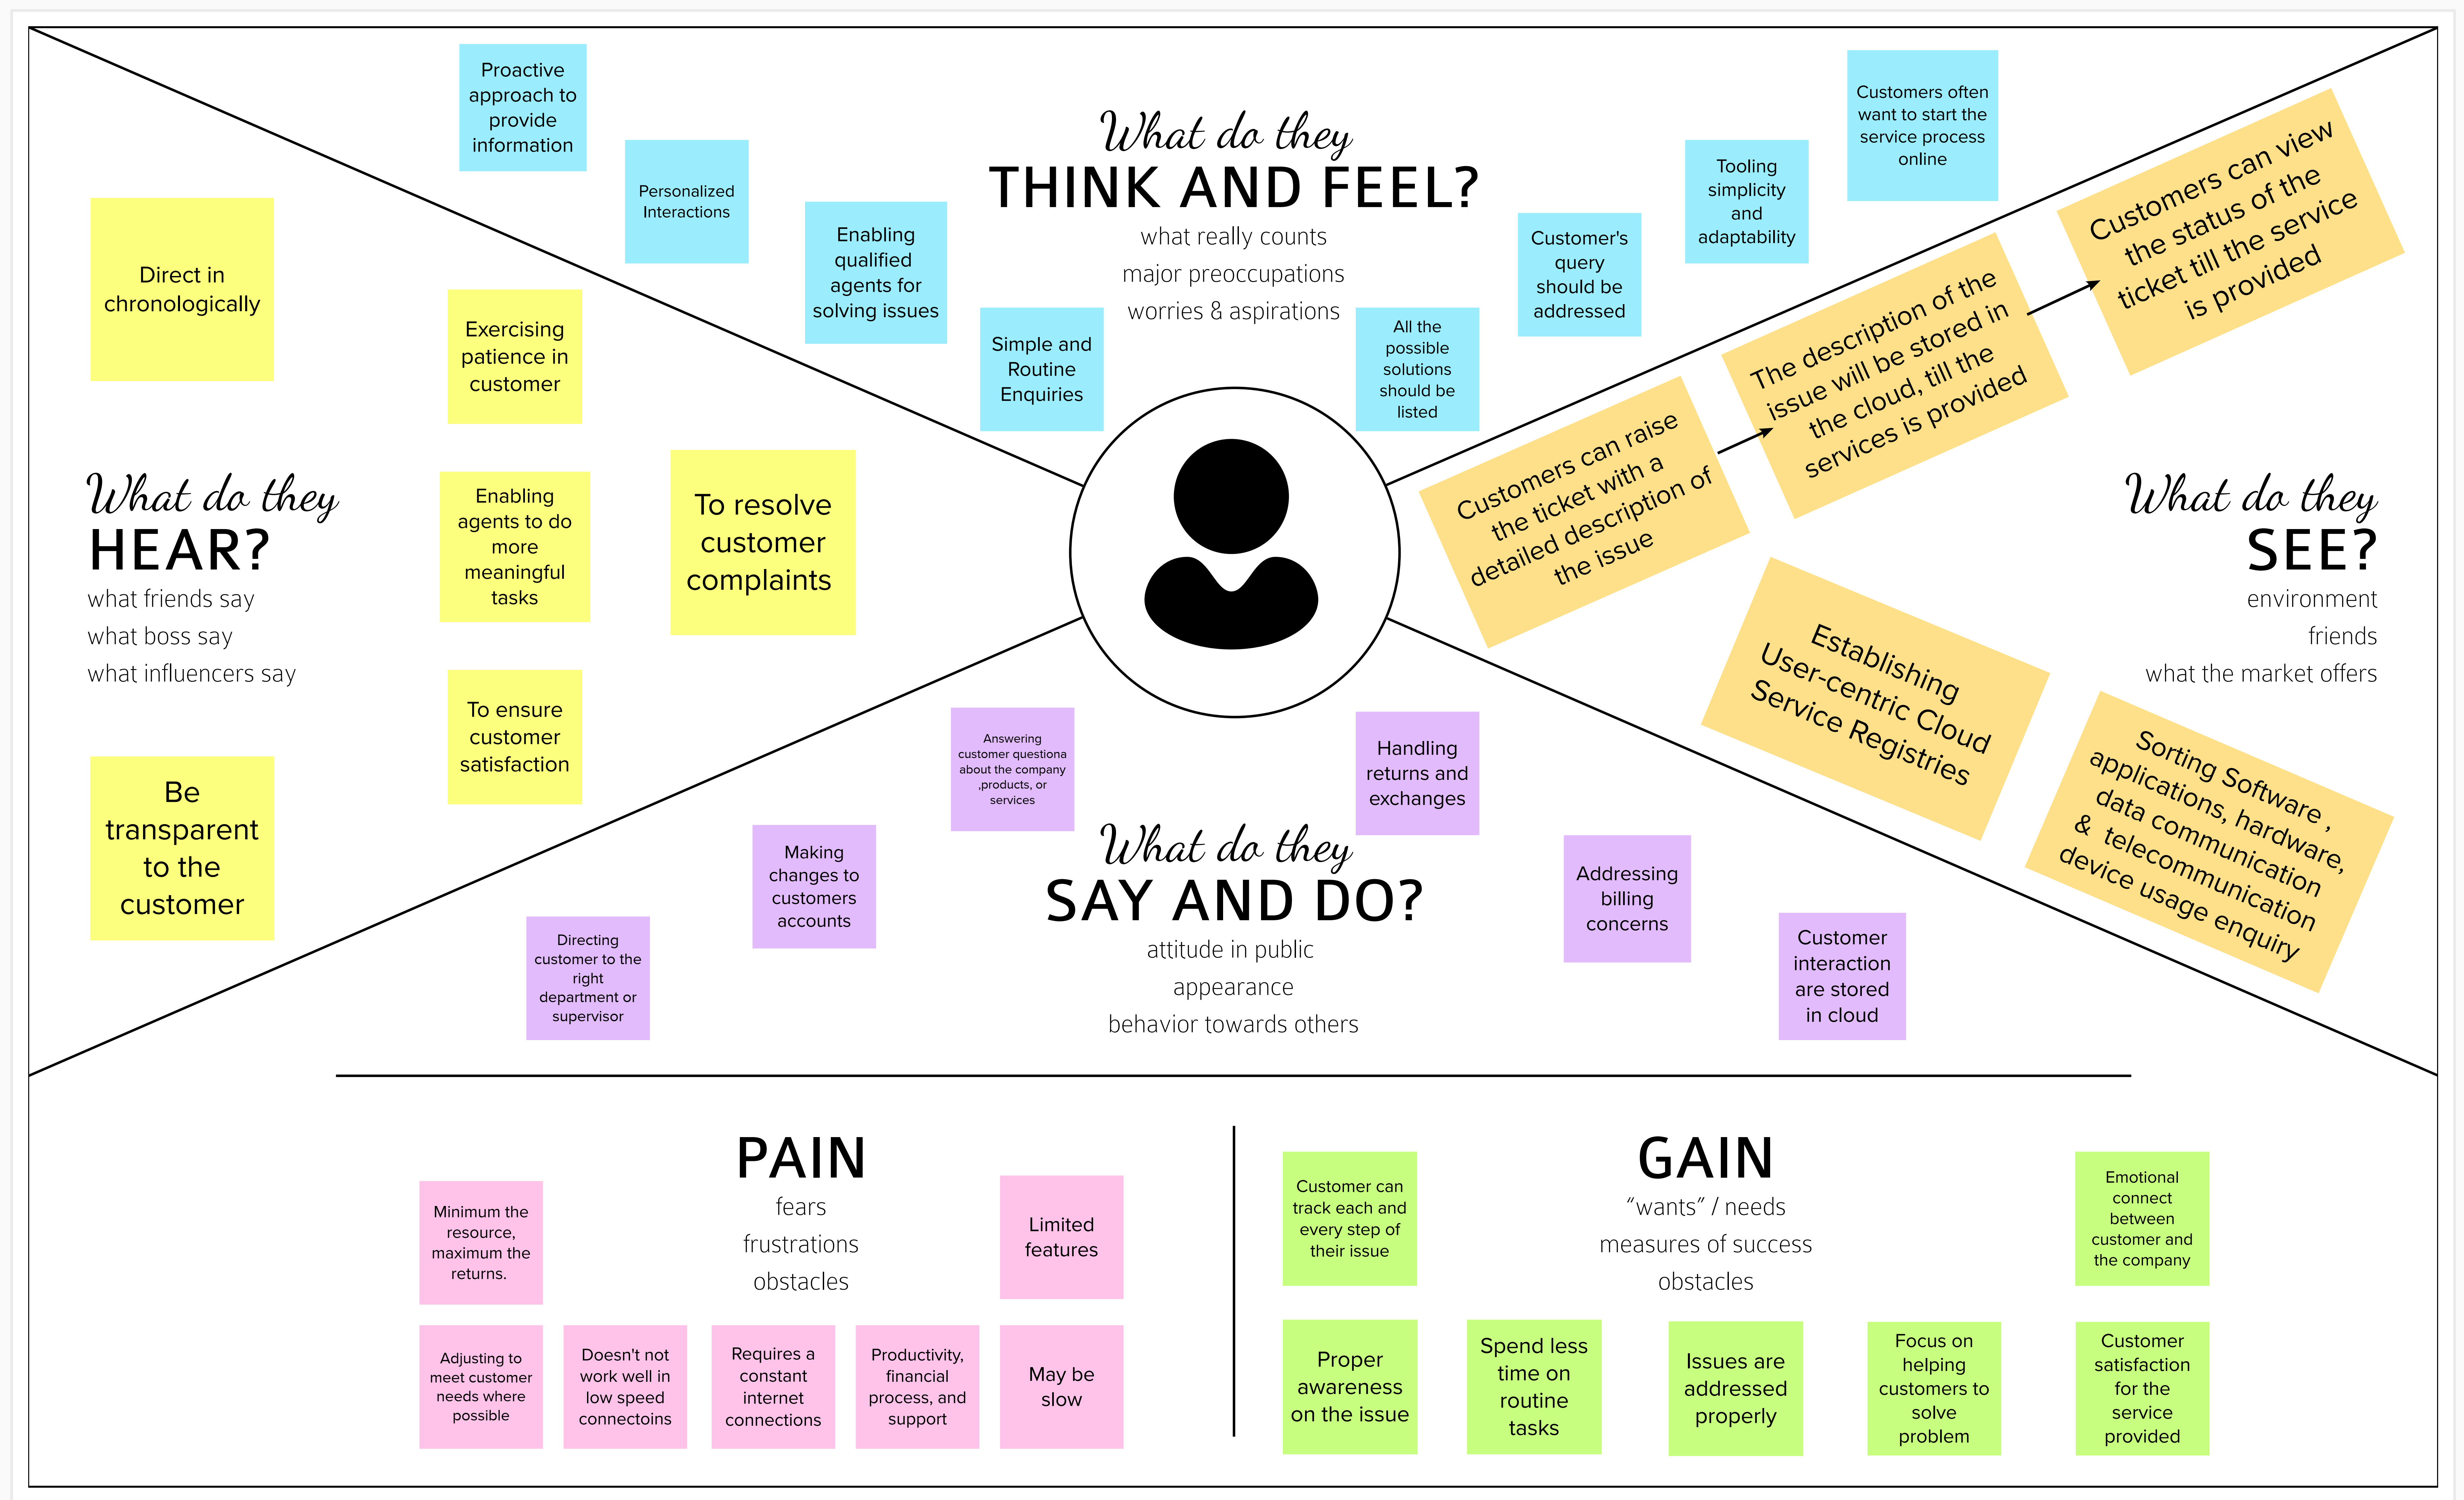 What do they
THINK AND FEEL?
what really counts
major preoccupations
worries & aspirations
Proactive
approach to
provide
information
Personalized
Interactions
Enabling
qualified
agents for
solving issues
Simple and
Routine
Enquiries
All the
possible
solutions
should be
listed
Customer's
query
should be
addressed
Tooling
simplicity
and
adaptability
Customers often
want to start the
service process
online
What do they
HEAR?
what friends say
what boss say
what influencers say
Direct in
chronologically
Exercising
patience in
customer
Enabling
agents to do
more
meaningful
tasks
To resolve
customer
complaints
To ensure
customer
satisfaction
Be
transparent
to the
customer
What do they
SEE?
environment
friends
what the market offers
Customers can raise
the ticket with a
detailed description of
the issue
The description of the
issue will be stored in
the cloud, till the
services is provided
Customers can view
the status of the
ticket till the service
is provided
Establishing
User-centric Cloud
Service Registries
Sorting Software ,
applications, hardware,
data communication
& telecommunication
device usage enquiry
What do they
SAY AND DO?
attitude in public
appearance
behavior towards others
Directing
customer to the
right
department or
supervisor
Making
changes to
customers
accounts
Answering
customer questiona
about the company
,products, or
services
Handling
returns and
exchanges
Addressing
billing
concerns
Customer
interaction
are stored
in cloud
PAIN
fears
frustrations
obstacles
Minimum the
resource,
maximum the
returns.
Limited
features
Adjusting to
meet customer
needs where
possible
Doesn't not
work well in
low speed
connectoins
Requires a
constant
internet
connections
Productivity,
financial
process, and
support
May be
slow
GAIN
“wants” / needs
measures of success
obstacles
Customer can
track each and
every step of
their issue
Emotional
connect
between
customer and
the company
Proper
awareness
on the issue
Spend less
time on
routine
tasks
Issues are
addressed
properly
Focus on
helping
customers to
solve
problem
Customer
satisfaction
for the
service
provided